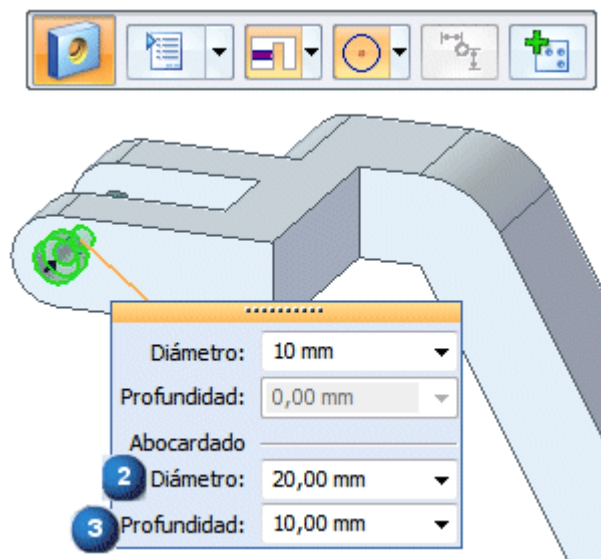 Diámetro: 10 mm
Profundidad: 0,00 mm
Abocardado
2 Diámetro: 20,00 mm
3 Profundidad: 10,00 mm